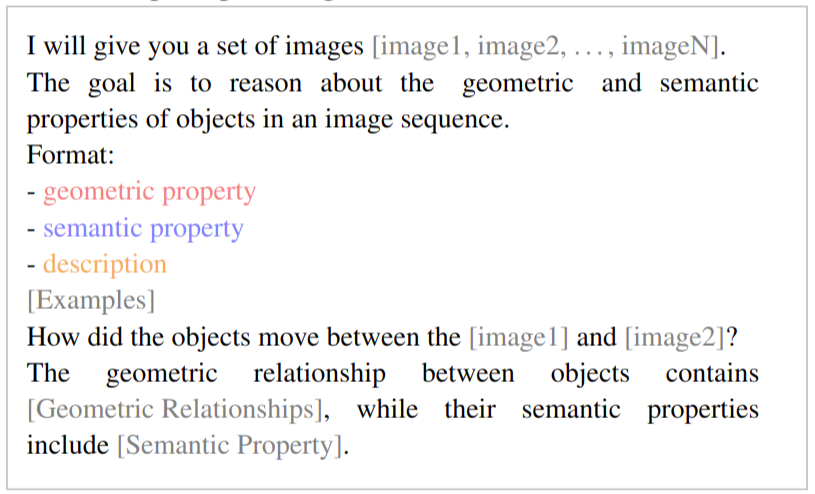 I will give you a set of images [image1, image2, ..., imageN].
The goal is to reason about the geometric and semantic
properties of objects in an image sequence.
Format:
- geometric property
- semantic property
- description
[Examples]
How did the objects move between the [image1] and [image2]?
The geometric relationship between objects contains
[Geometric Relationships], while their semantic properties
include [Semantic Property].